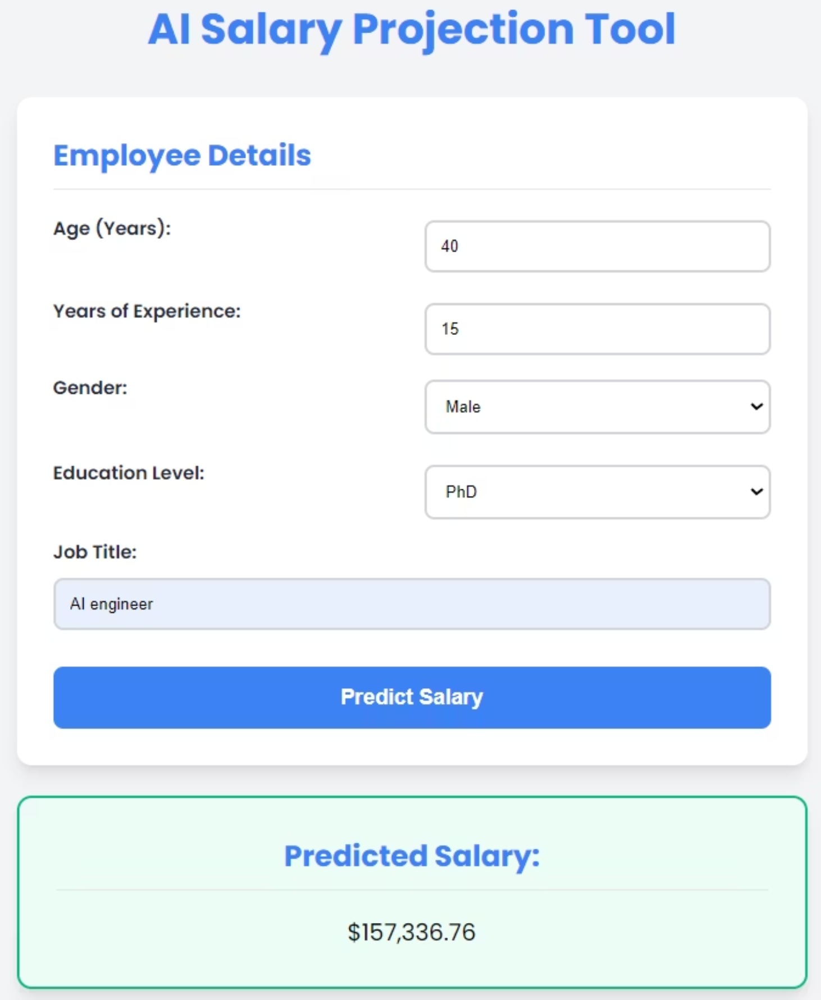 AI Salary Projection Tool
Employee Details
Age (Years):
40
Years of Experience:
15
Gender:
Male
Education Level:
PhD
Job Title:
AI engineer
Predict Salary
Predicted Salary:
$157,336.76